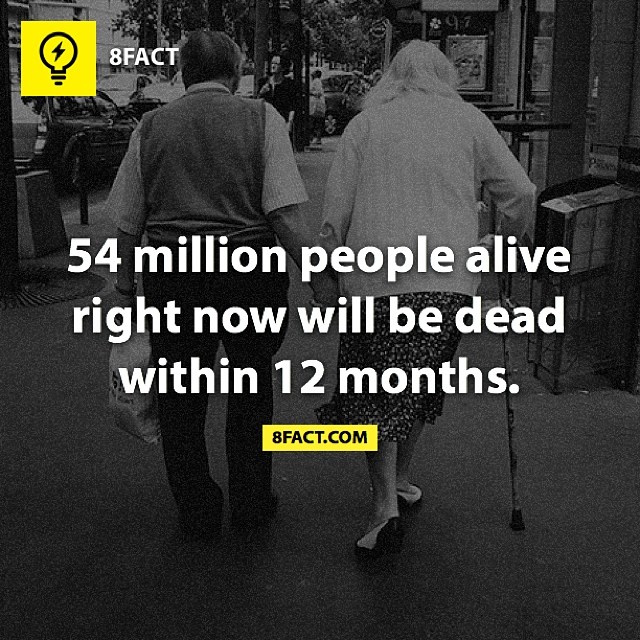 8FACT
54 million people alive
right now will be dead
within 12 months.
8FACT.COM